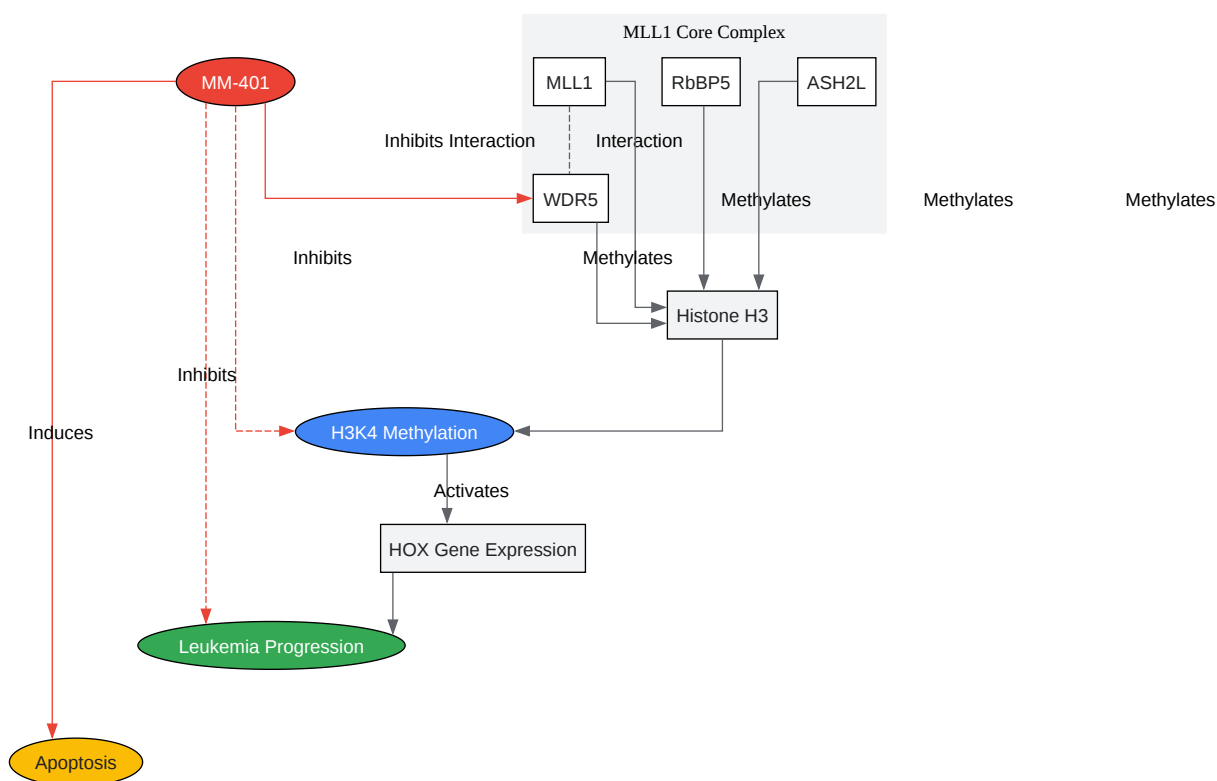 MLL1 Core Complex
MM-401
MLL1
RbBP5
ASH2L
Inhibits Interaction
Interaction
WDR5
Methylates
Methylates
Methylates
Inhibits
Methylates
Histone H3
Inhibits
Induces
H3K4 Methylation
Activates
HOX Gene Expression
Leukemia Progression
Apoptosis